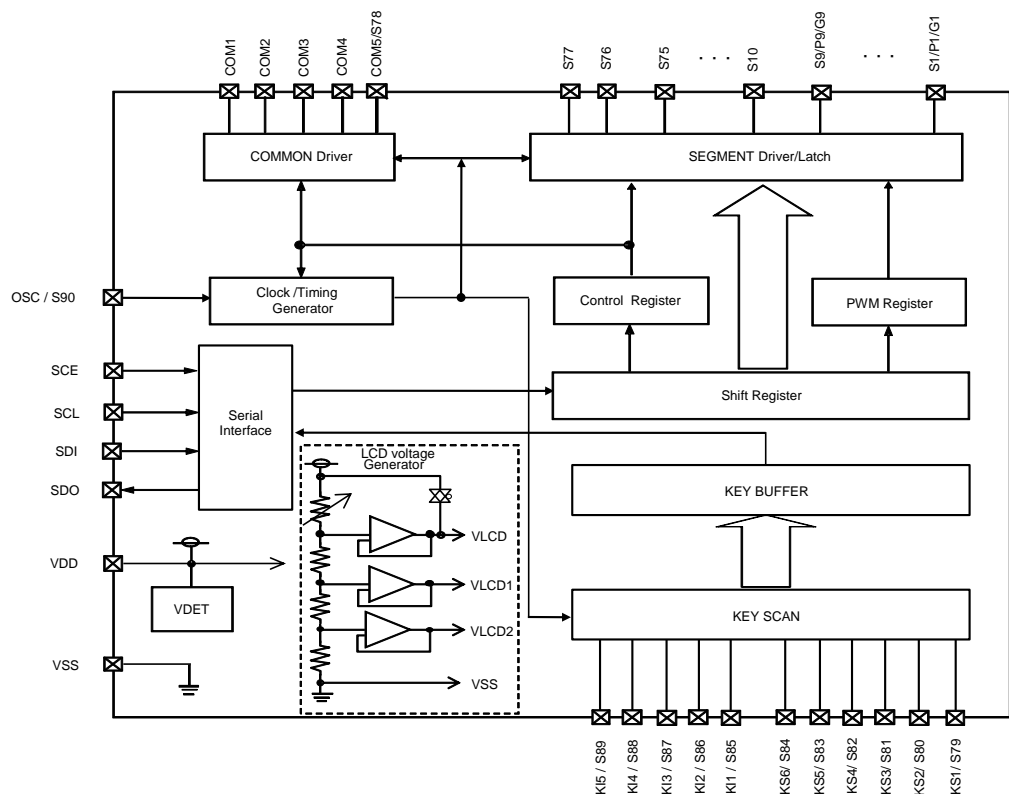 COM1
COM2
COM3
COM4
COM5/S78
S77
S76
S75
. . .
S10
S9/P9/G9
. . .
S1/P1/G1
COMMON Driver
SEGMENT Driver/Latch
OSC / S90
Clock /Timing
Generator
Control Register
PWM Register
SCE
SCL
SDI
SDO
Serial
Interface
Shift Register
LCD voltage
Generator
KEY BUFFER
VLCD
VDD
VDET
VLCD1
VLCD2
KEY SCAN
VSS
VSS
KI5 / S89
KI4 / S88
KI3 / S87
KI2 / S86
KI1 / S85
KS6/ S84
KS5/ S83
KS4/ S82
KS3/ S81
KS2/ S80
KS1/ S79